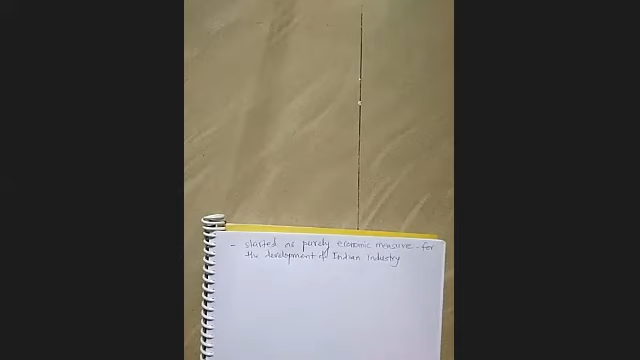 - started as purely economic measure - for
the development of Indian Industry